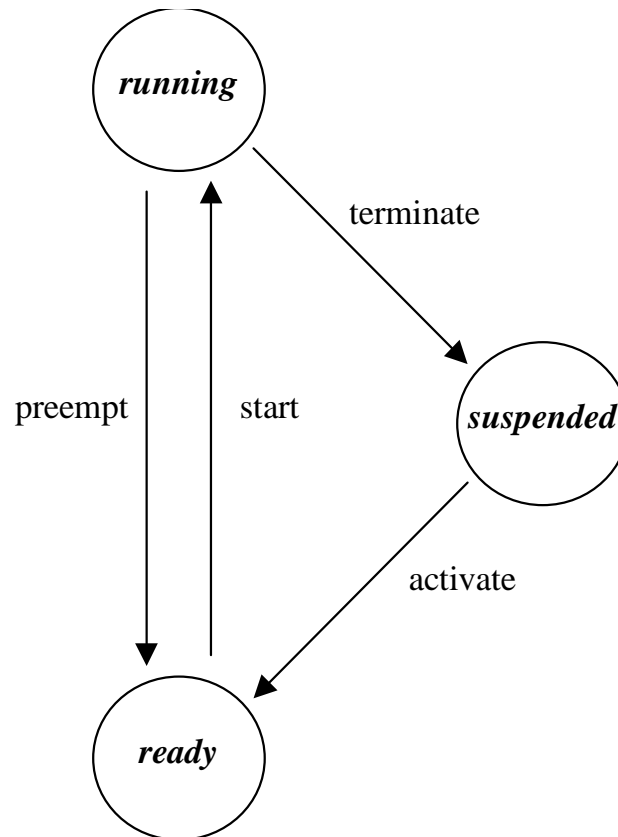 running
terminate
preempt
start
suspended
activate
ready